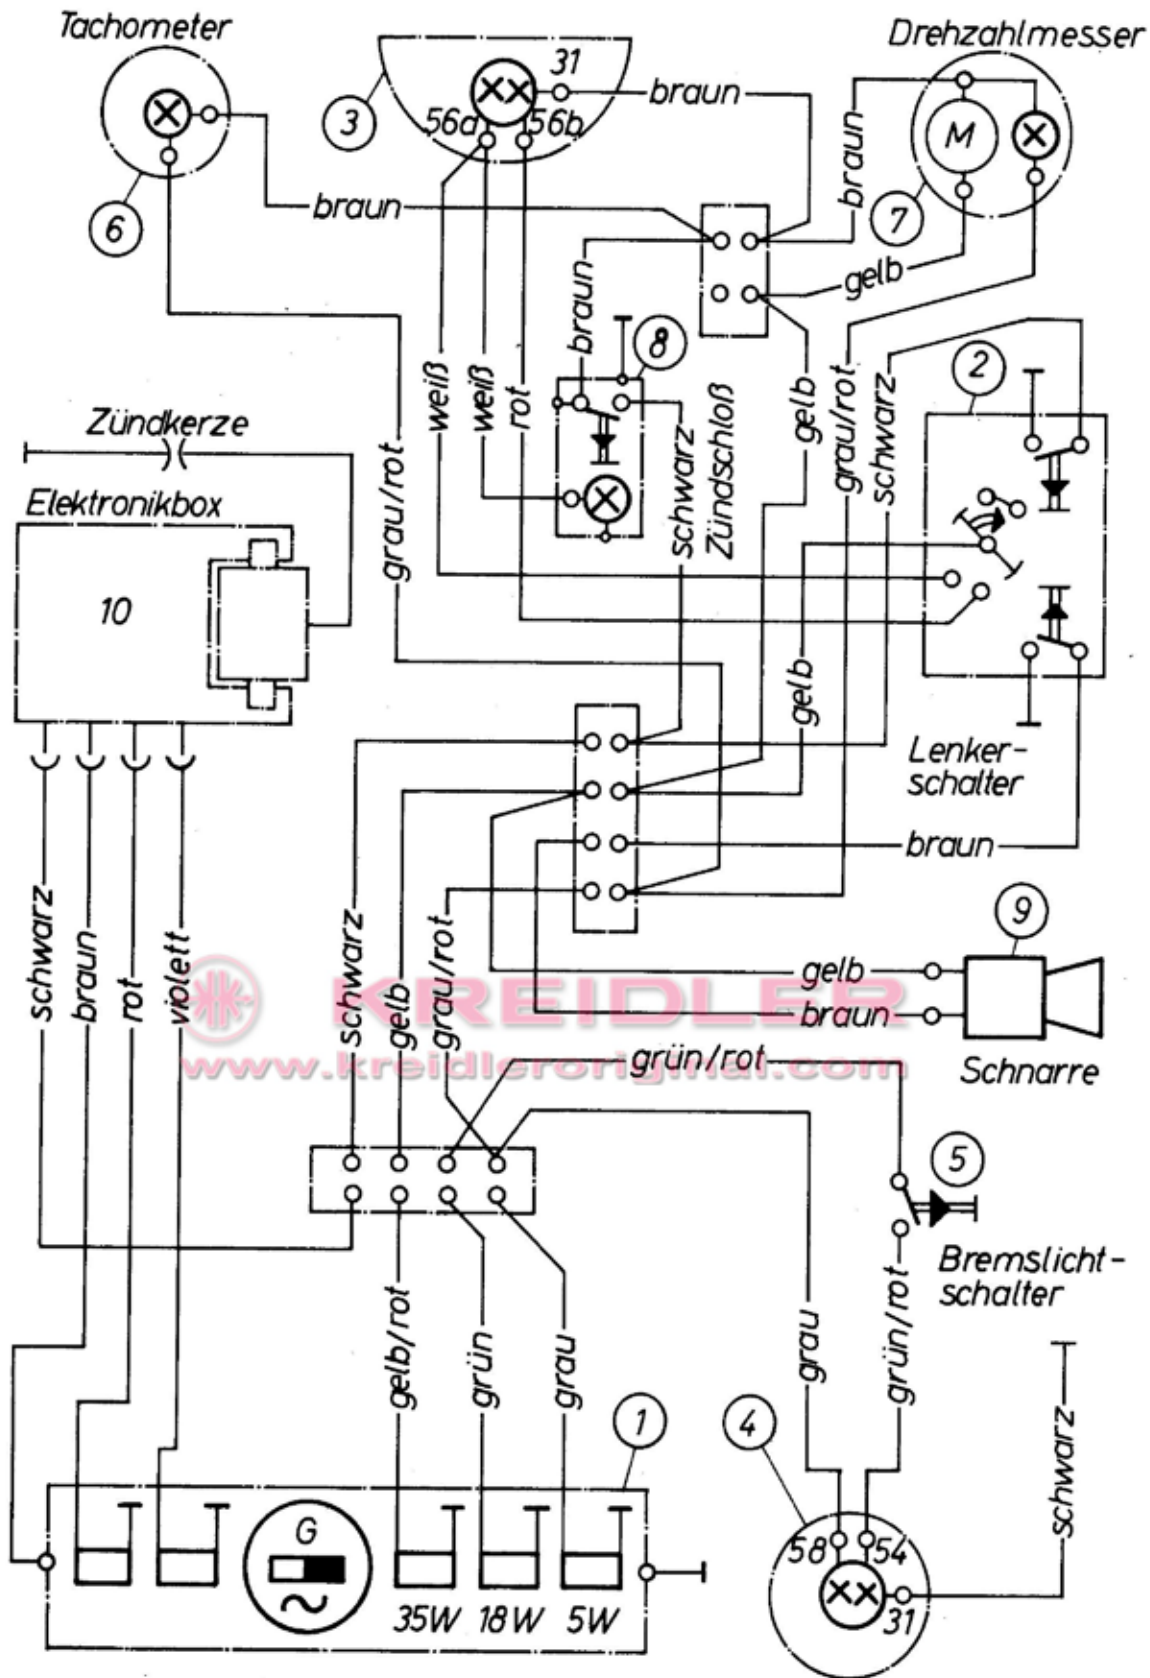 Tachometer
Drehzahlmesser
31
braun
3
56a
56b
M
braun
7
6
braun
gelb
braun
8
2
weiß
weiß
rot
schwarz
Zündschloß
gelb
grau/rot
schwarz
Zündkerze
Elektronikbox
grau/rot
10
gelb
Lenker-
schalter
braun
9
schwarz
braun
rot
violett
schwarz
gelb
grau/rot
gelb
braun
KREIDLER
www.kreidleroriginal.com
grün/rot
Schnarre
5
Bremslicht-
schalter
gelb/rot
grün
grau
grau
grün/rot
1
4
schwarz
G
58
54
35W
18W
5W
31